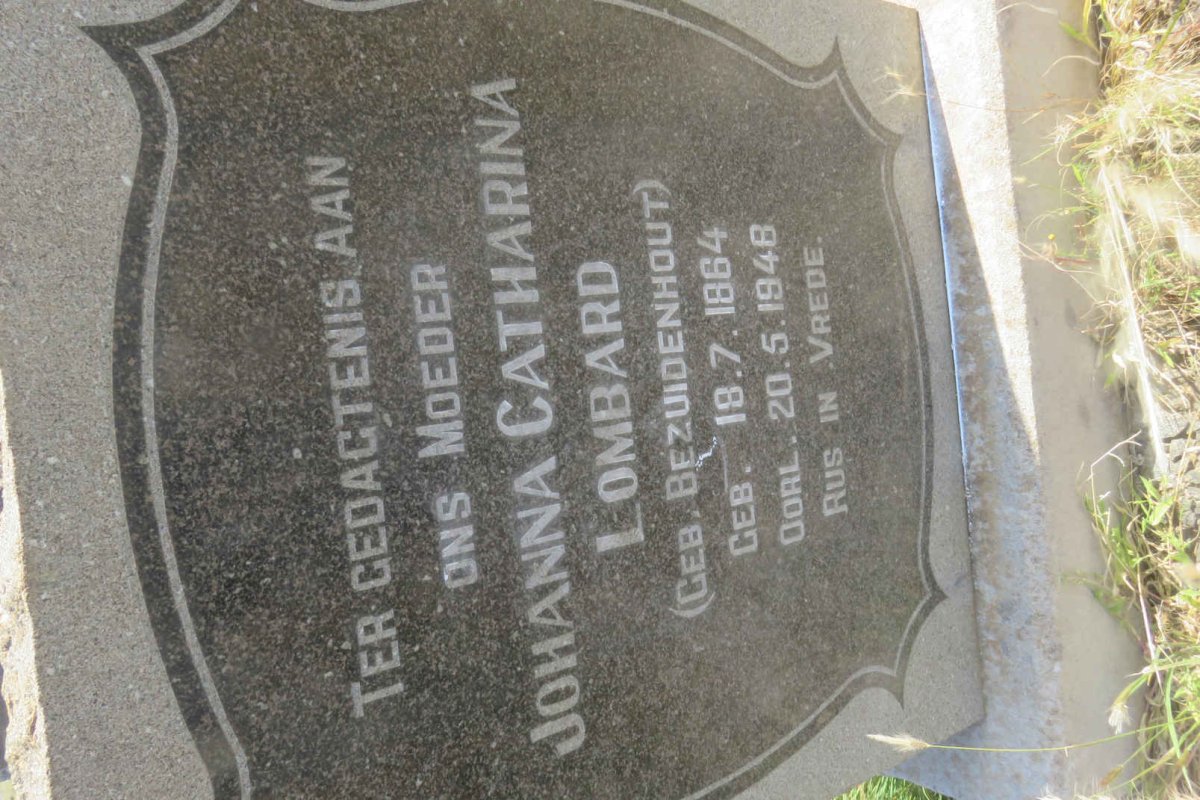 TER GEDAGTENIS AAN
ONS MOEDER
JOHANNA CATHARINA
LOMBARD
(GEB. BEZUIDENHOUT)
GEB. 18.7.1864
OORL. 20.5.1948
RUS IN VREDE.